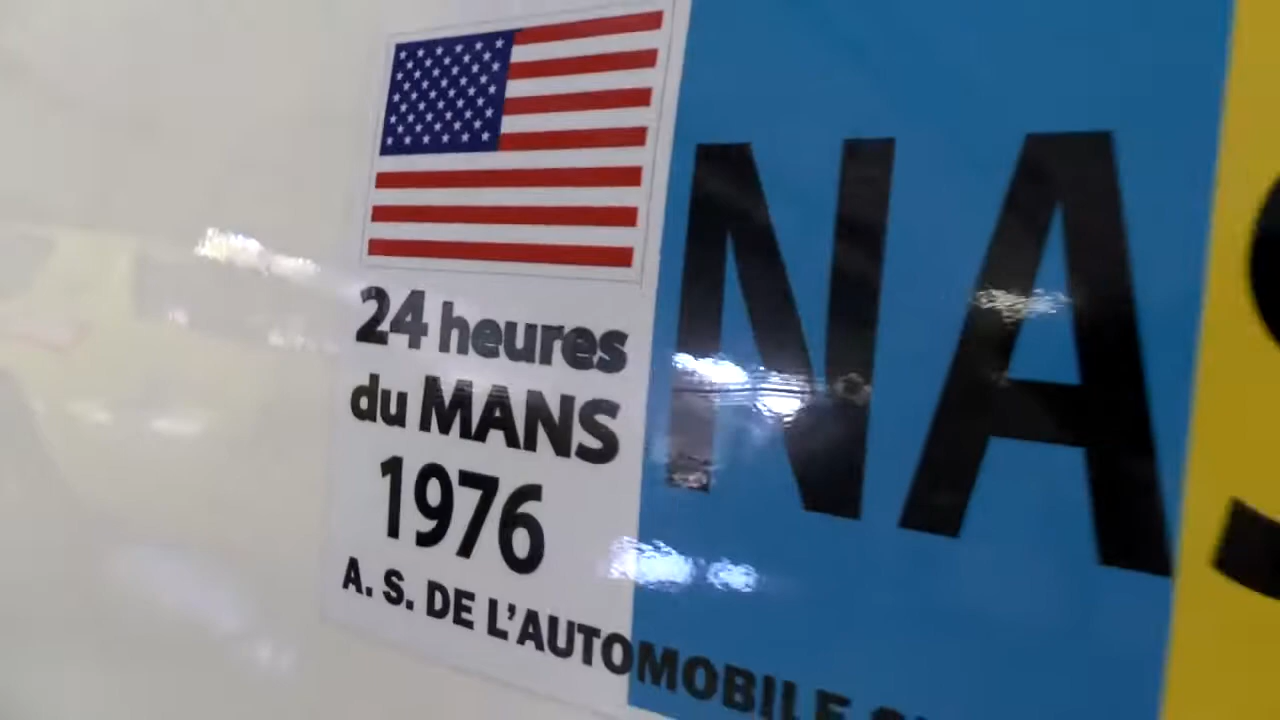 24 heures
du MANS
1976
A. S. DE L'AUTOMOBILE
NA